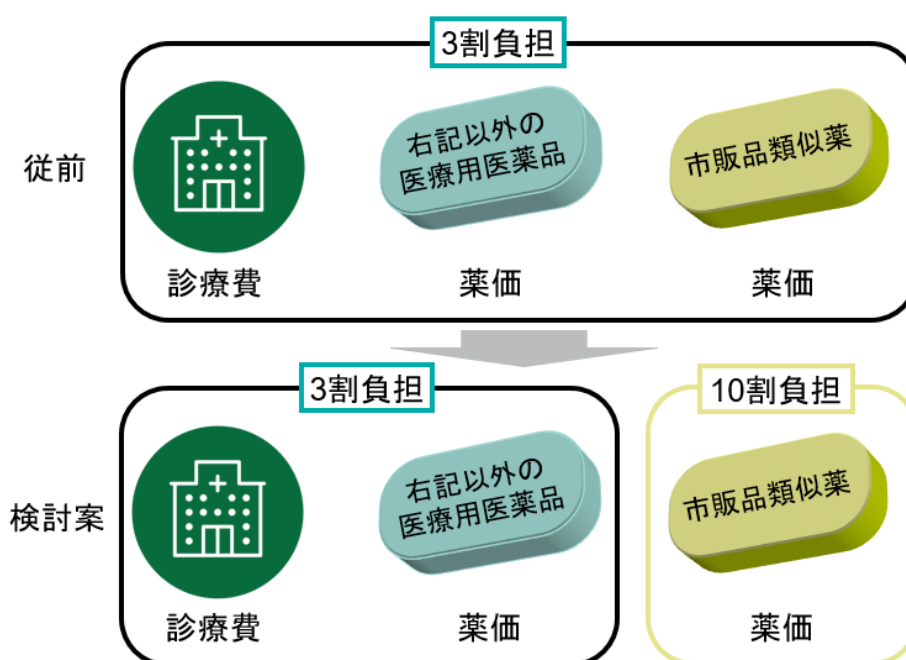 3割負担
従前
右記以外の
医療用医薬品
市販品類似薬
診療費
薬価
薬価
3割負担
10割負担
検討案
右記以外の
医療用医薬品
市販品類似薬
診療費
薬価
薬価